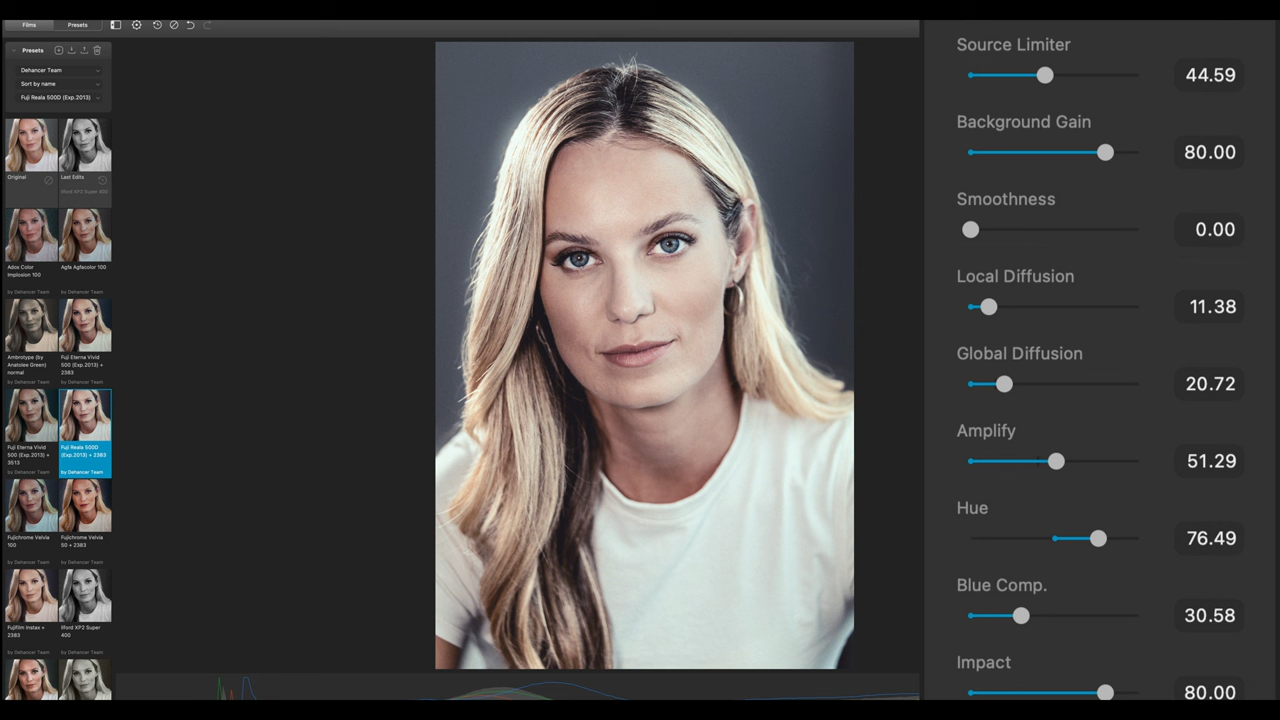 Films
Presets
Presets
Dehancer Team
Sort by name
Fuji Reala 500D (Exp.2013)
Original
Last Edits
Ilford XP2 Super 400
Adox Color
Implosion 100
by Dehancer Team
Agfa Agfacolor 100
by Dehancer Team
Ambrotype (by
Anatolee Green)
normal
by Dehancer Team
Fuji Eterna Vivid
500 (Exp.2013) +
2383
by Dehancer Team
Fuji Eterna Vivid
500 (Exp.2013) +
3513
by Dehancer Team
Fuji Reala 500D
(Exp.2013) + 2383
by Dehancer Team
Fujichrome Velvia
100
by Dehancer Team
Fujichrome Velvia
50 + 2383
by Dehancer Team
Fujifilm Instax +
2383
by Dehancer Team
Ilford XP2 Super
400
by Dehancer Team
Source Limiter
44.59
Background Gain
80.00
Smoothness
0.00
Local Diffusion
11.38
Global Diffusion
20.72
Amplify
51.29
Hue
76.49
Blue Comp.
30.58
Impact
80.00